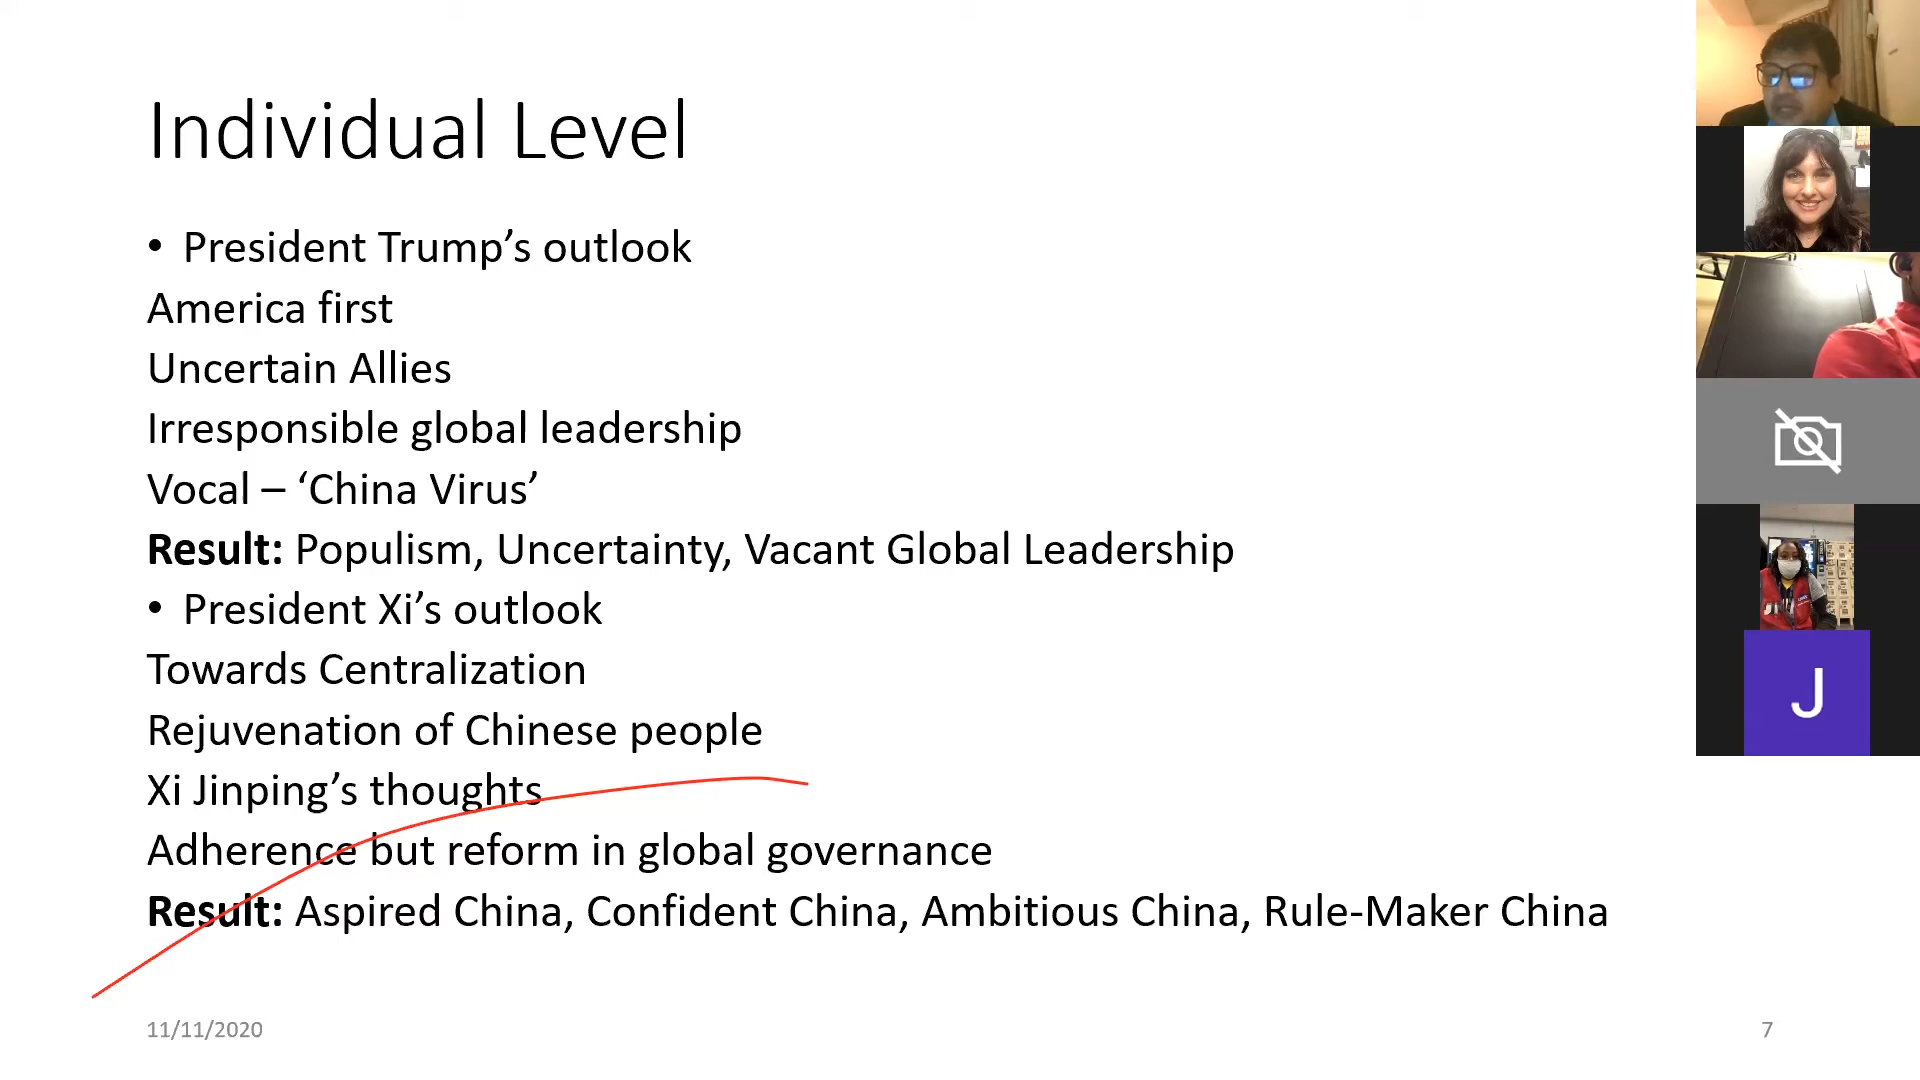 Individual Level
• President Trump’s outlook
America first
Uncertain Allies
Irresponsible global leadership
Vocal – ‘China Virus’
Result: Populism, Uncertainty, Vacant Global Leadership
• President Xi’s outlook
Towards Centralization
Rejuvenation of Chinese people
Xi Jinping’s thoughts
Adherence but reform in global governance
Result: Aspired China, Confident China, Ambitious China, Rule-Maker China
11/11/2020
7
J